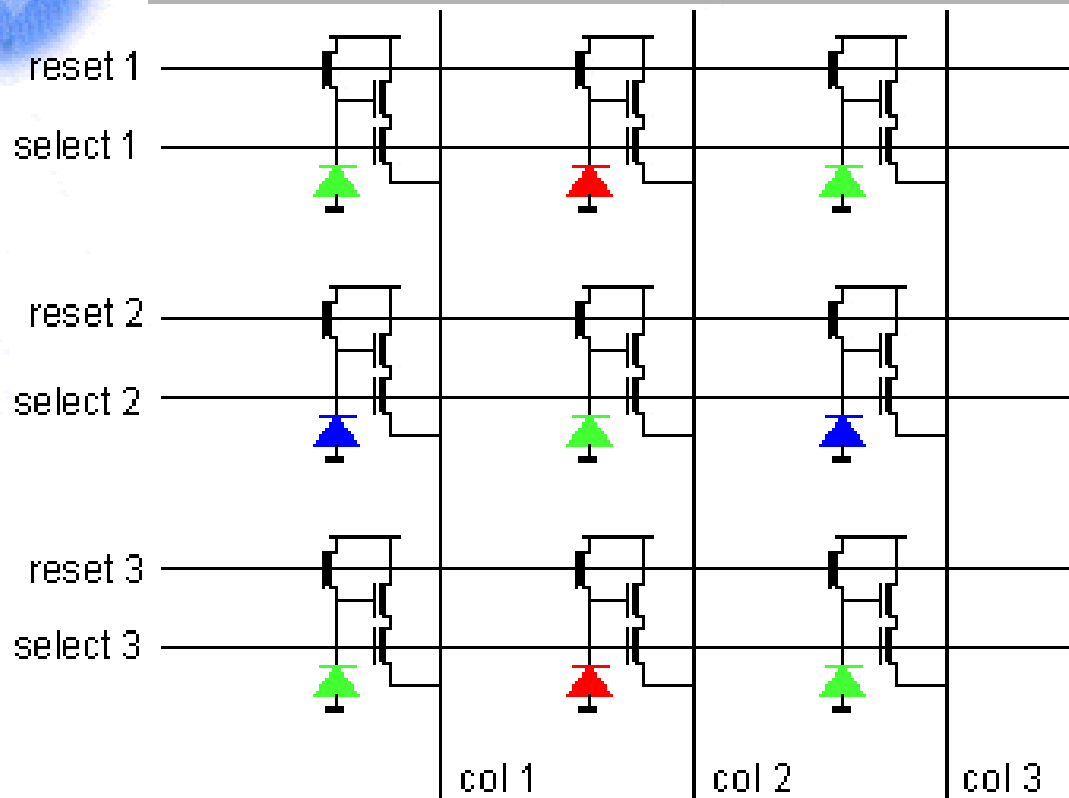 reset 1
select 1
reset 2
select 2
reset 3
select 3
col 1
col 2
col 3